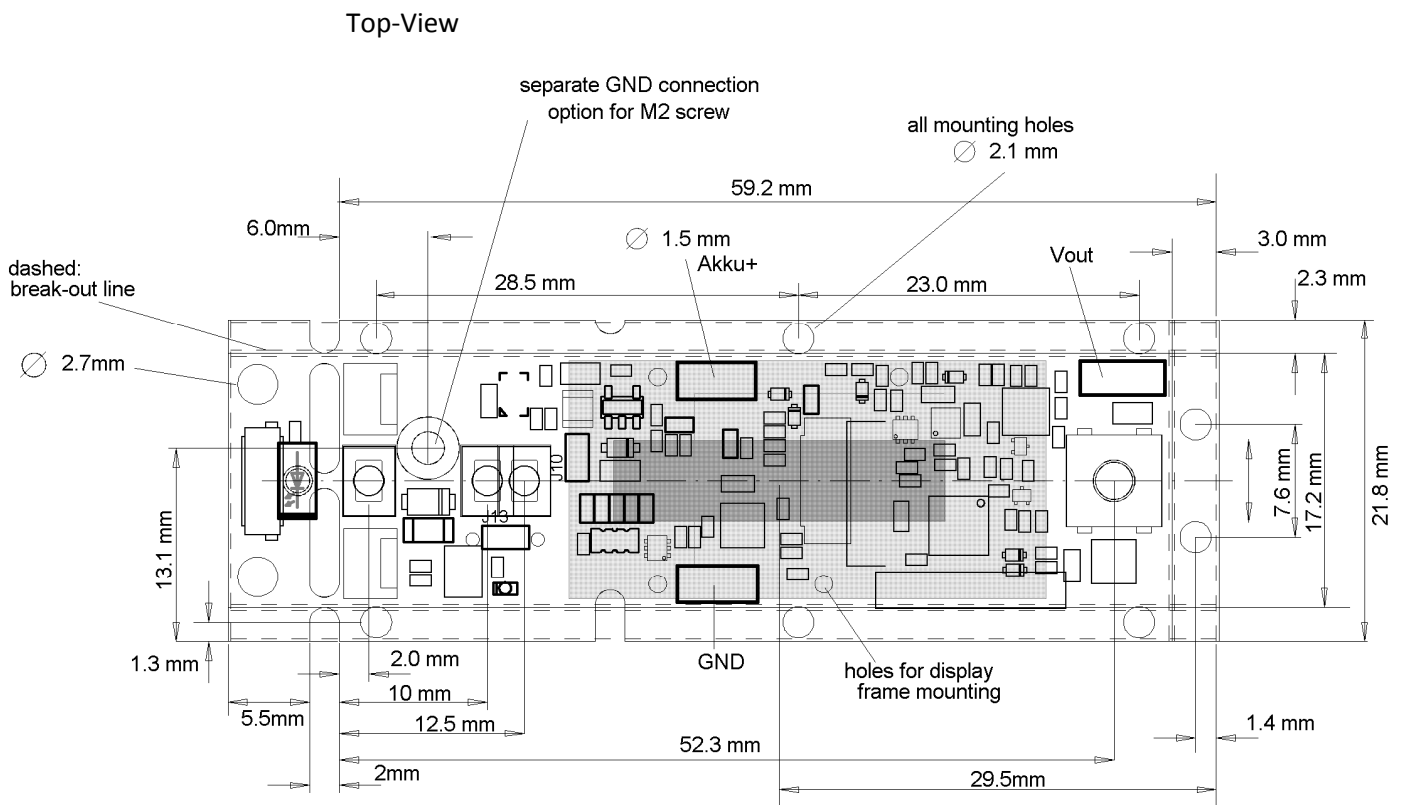 Top-View
separate GND connection
option for M2 screw
all mounting holes
∅ 2.1 mm
59.2 mm
6.0mm
∅ 1.5 mm
Akku+
Vout
3.0 mm
dashed:
break-out line
28.5 mm
23.0 mm
2.3 mm
∅ 2.7mm
J10
J13
7.6 mm
17.2 mm
21.8 mm
13.1 mm
1.3 mm
2.0 mm
GND
holes for display
frame mounting
10 mm
5.5mm
12.5 mm
1.4 mm
52.3 mm
2mm
29.5mm